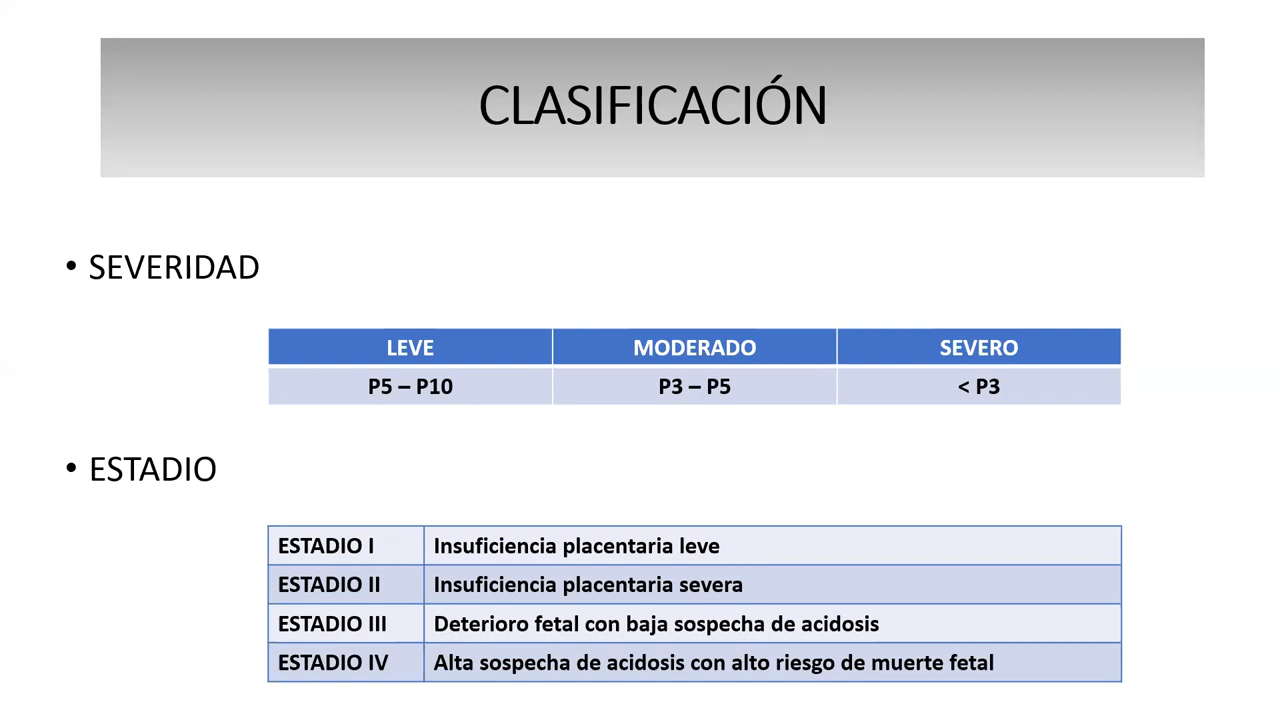 CLASIFICACIÓN
• SEVERIDAD
LEVE MODERADO SEVERO
P5 – P10 P3 – P5 < P3
• ESTADIO
ESTADIO I Insuficiencia placentaria leve
ESTADIO II Insuficiencia placentaria severa
ESTADIO III Deterioro fetal con baja sospecha de acidosis
ESTADIO IV Alta sospecha de acidosis con alto riesgo de muerte fetal